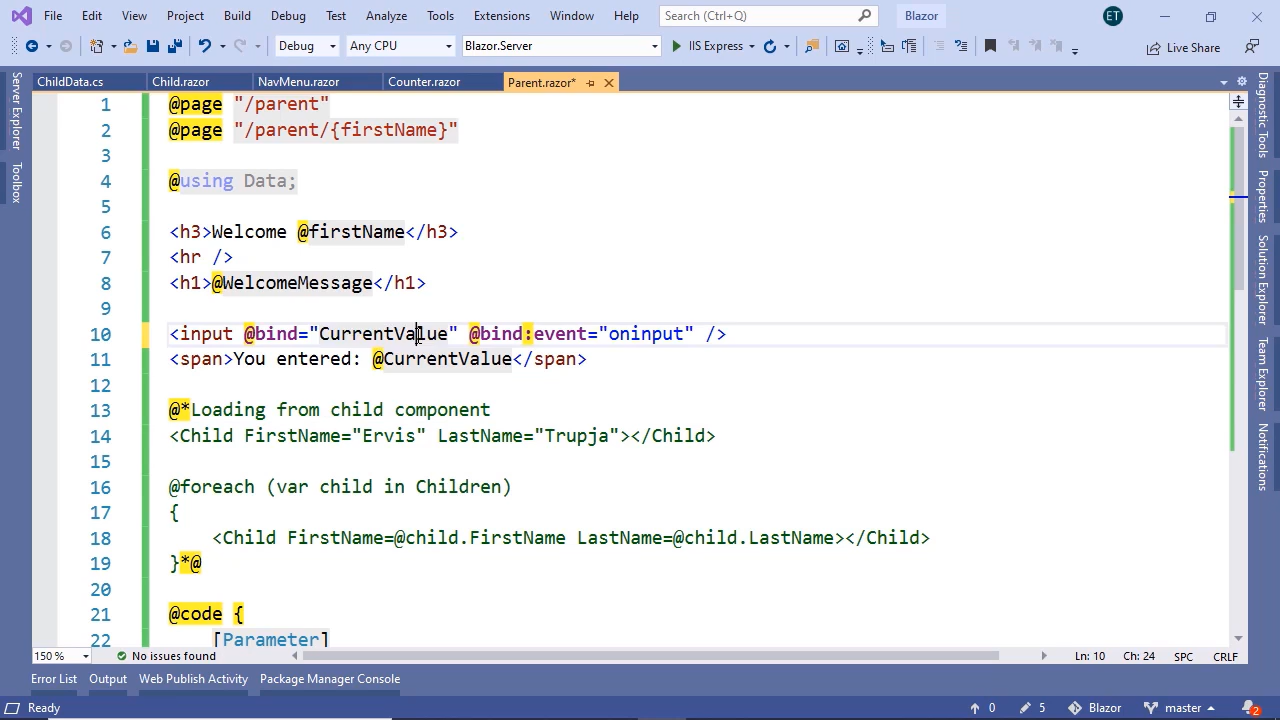 File Edit View Project Build Debug Test Analyze Tools Extensions Window Help Search (Ctrl+Q) Blazor ET
Debug Any CPU Blazor.Server IIS Express Live Share
ChildData.cs Child.razor NavMenu.razor Counter.razor Parent.razor*
Server Explorer
Toolbox
1 @page "/parent"
2 @page "/parent/{firstName}"
3
4 @using Data;
5
6 <h3>Welcome @firstName</h3>
7 <hr />
8 <h1>@WelcomeMessage</h1>
9
10 <input @bind="CurrentValue" @bind:event="oninput" />
11 <span>You entered: @CurrentValue</span>
12
13 @*Loading from child component
14 <Child FirstName="Ervis" LastName="Trupja"></Child>
15
16 @foreach (var child in Children)
17 {
18 <Child FirstName=@child.FirstName LastName=@child.LastName></Child>
19 }*@
20
21 @code {
22 [Parameter]
Diagnostic Tools
Properties
Solution Explorer
Team Explorer
Notifications
150 % No issues found Ln: 10 Ch: 24 SPC CRLF
Error List Output Web Publish Activity Package Manager Console
Ready 0 5 Blazor master 2